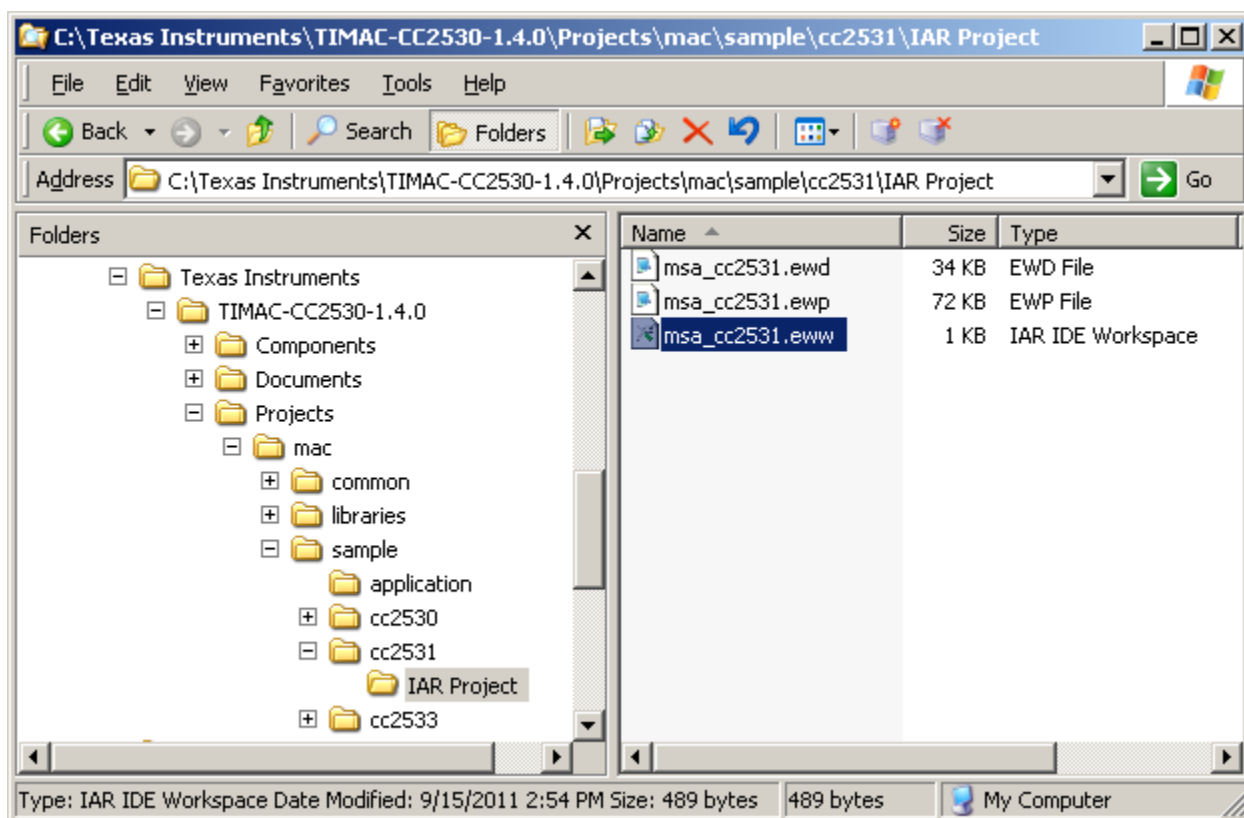 C:\Texas Instruments\TIMAC-CC2530-1.4.0\Projects\mac\sample\cc2531\IAR Project
File Edit View Favorites Tools Help
Back Search Folders
Address C:\Texas Instruments\TIMAC-CC2530-1.4.0\Projects\mac\sample\cc2531\IAR Project Go
Folders x
Texas Instruments
TIMAC-CC2530-1.4.0
Components
Documents
Projects
mac
common
libraries
sample
application
cc2530
cc2531
IAR Project
cc2533
Name Size Type
msa_cc2531.ewd 34 KB EWD File
msa_cc2531.ewp 72 KB EWP File
msa_cc2531.eww 1 KB IAR IDE Workspace
Type: IAR IDE Workspace Date Modified: 9/15/2011 2:54 PM Size: 489 bytes 489 bytes My Computer